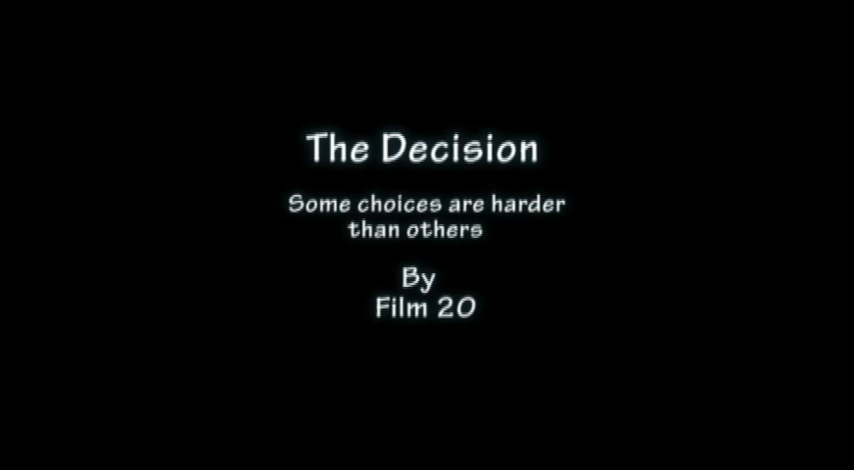 The Decision
Some choices are harder
than others
By
Film 20